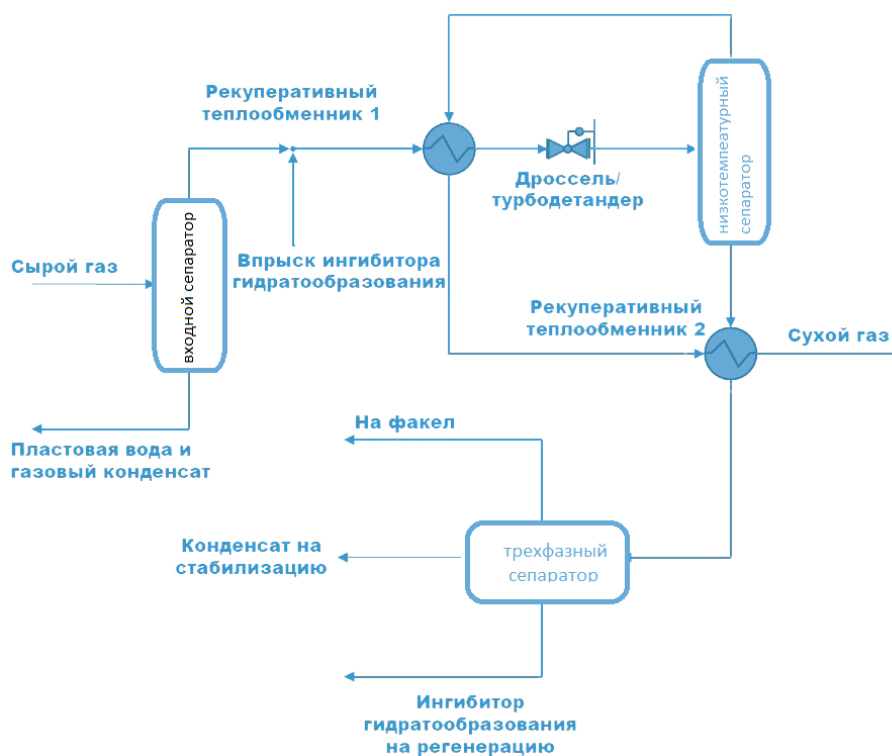 Рекуперативный
теплообменник 1
низкотемпеатурный
сепаратор
Дроссель/
турбодетандер
входной сепаратор
Сырой газ
Впрыск ингибитора
гидратообразования
Рекуперативный
теплообменник 2
Сухой газ
Пластовая вода и
газовый конденсат
На факел
Конденсат на
стабилизацию
трехфазный
сепаратор
Ингибитор
гидратообразования
на регенерацию